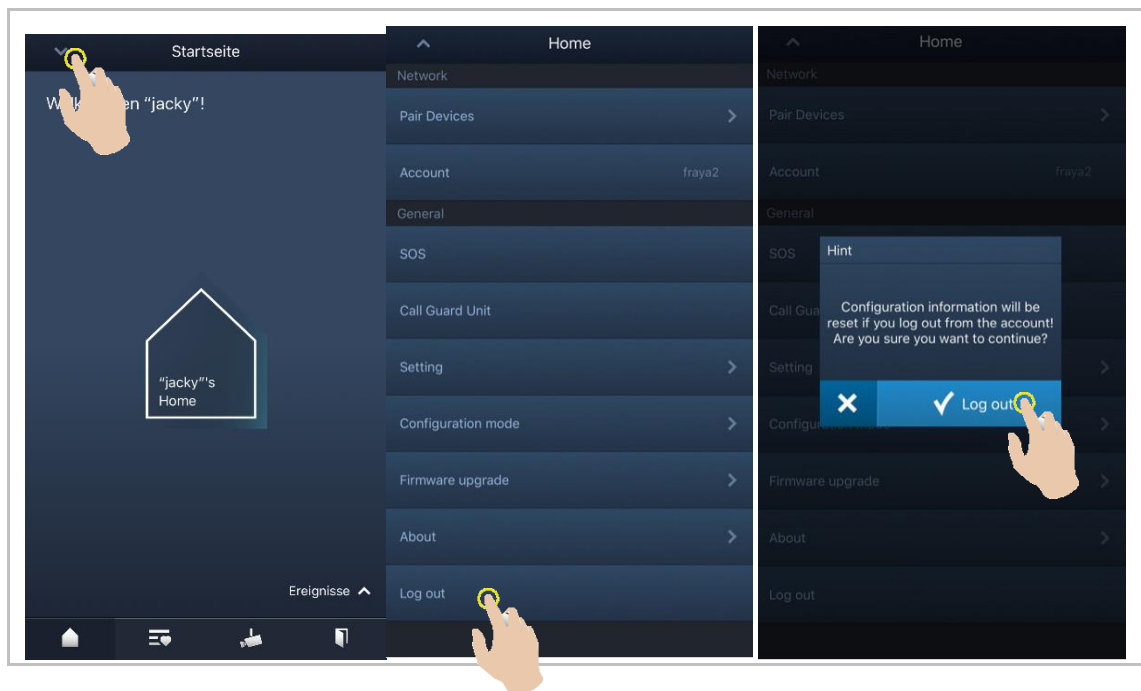 Startseite
en “jacky”!
“jacky”'s
Home
Ereignisse
Home
Network
Pair Devices
Account fraya2
General
SOS
Call Guard Unit
Setting
Configuration mode
Firmware upgrade
About
Log out
Home
Network
Pair Devices
Account fraya2
General
SOS
Hint
Call Gua
Configuration information will be
reset if you log out from the account!
Are you sure you want to continue?
Setting
Log out
Configur
Firmware upgrade
About
Log out